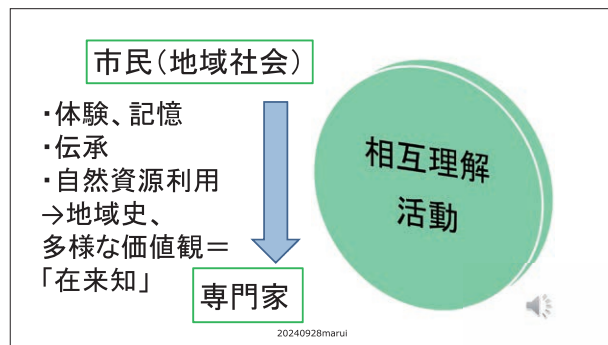 市民（地域社会）
・体験、記憶
・伝承
・自然資源利用
→地域史、
多様な価値観＝
「在来知」
専門家
相互理解
活動
20240928marui